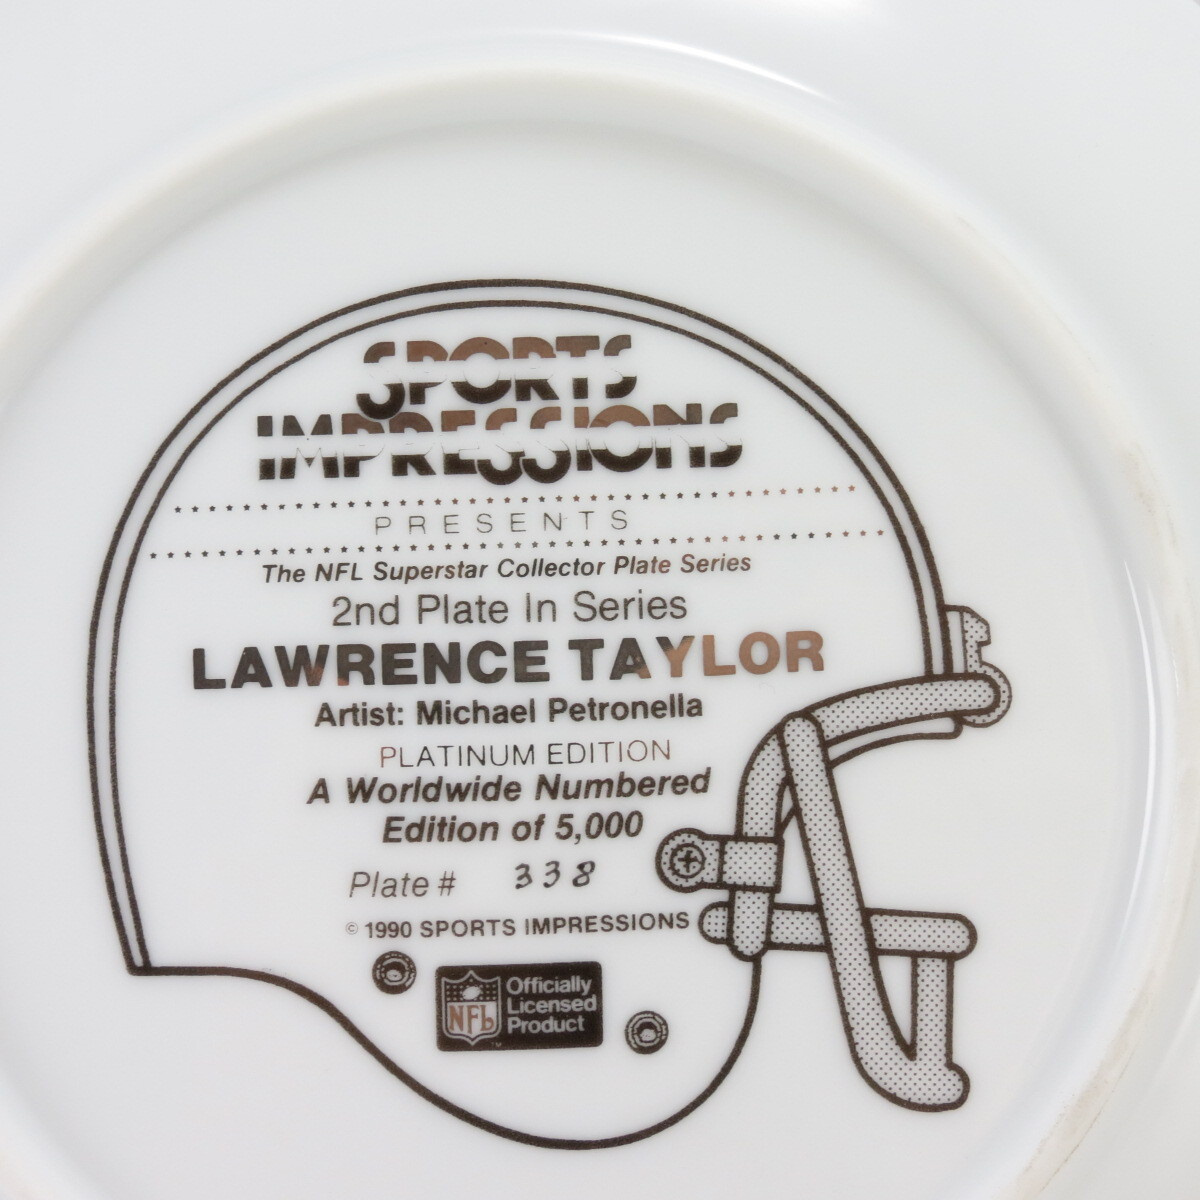 SPORTS
IMPRESSIONS
PRESENTS
The NFL Superstar Collector Plate Series
2nd Plate In Series
LAWRENCE TAYLOR
Artist: Michael Petronella
PLATINUM EDITION
A Worldwide Numbered
Edition of 5,000
Plate # 338
© 1990 SPORTS IMPRESSIONS
NFL
Officially
Licensed
Product
™